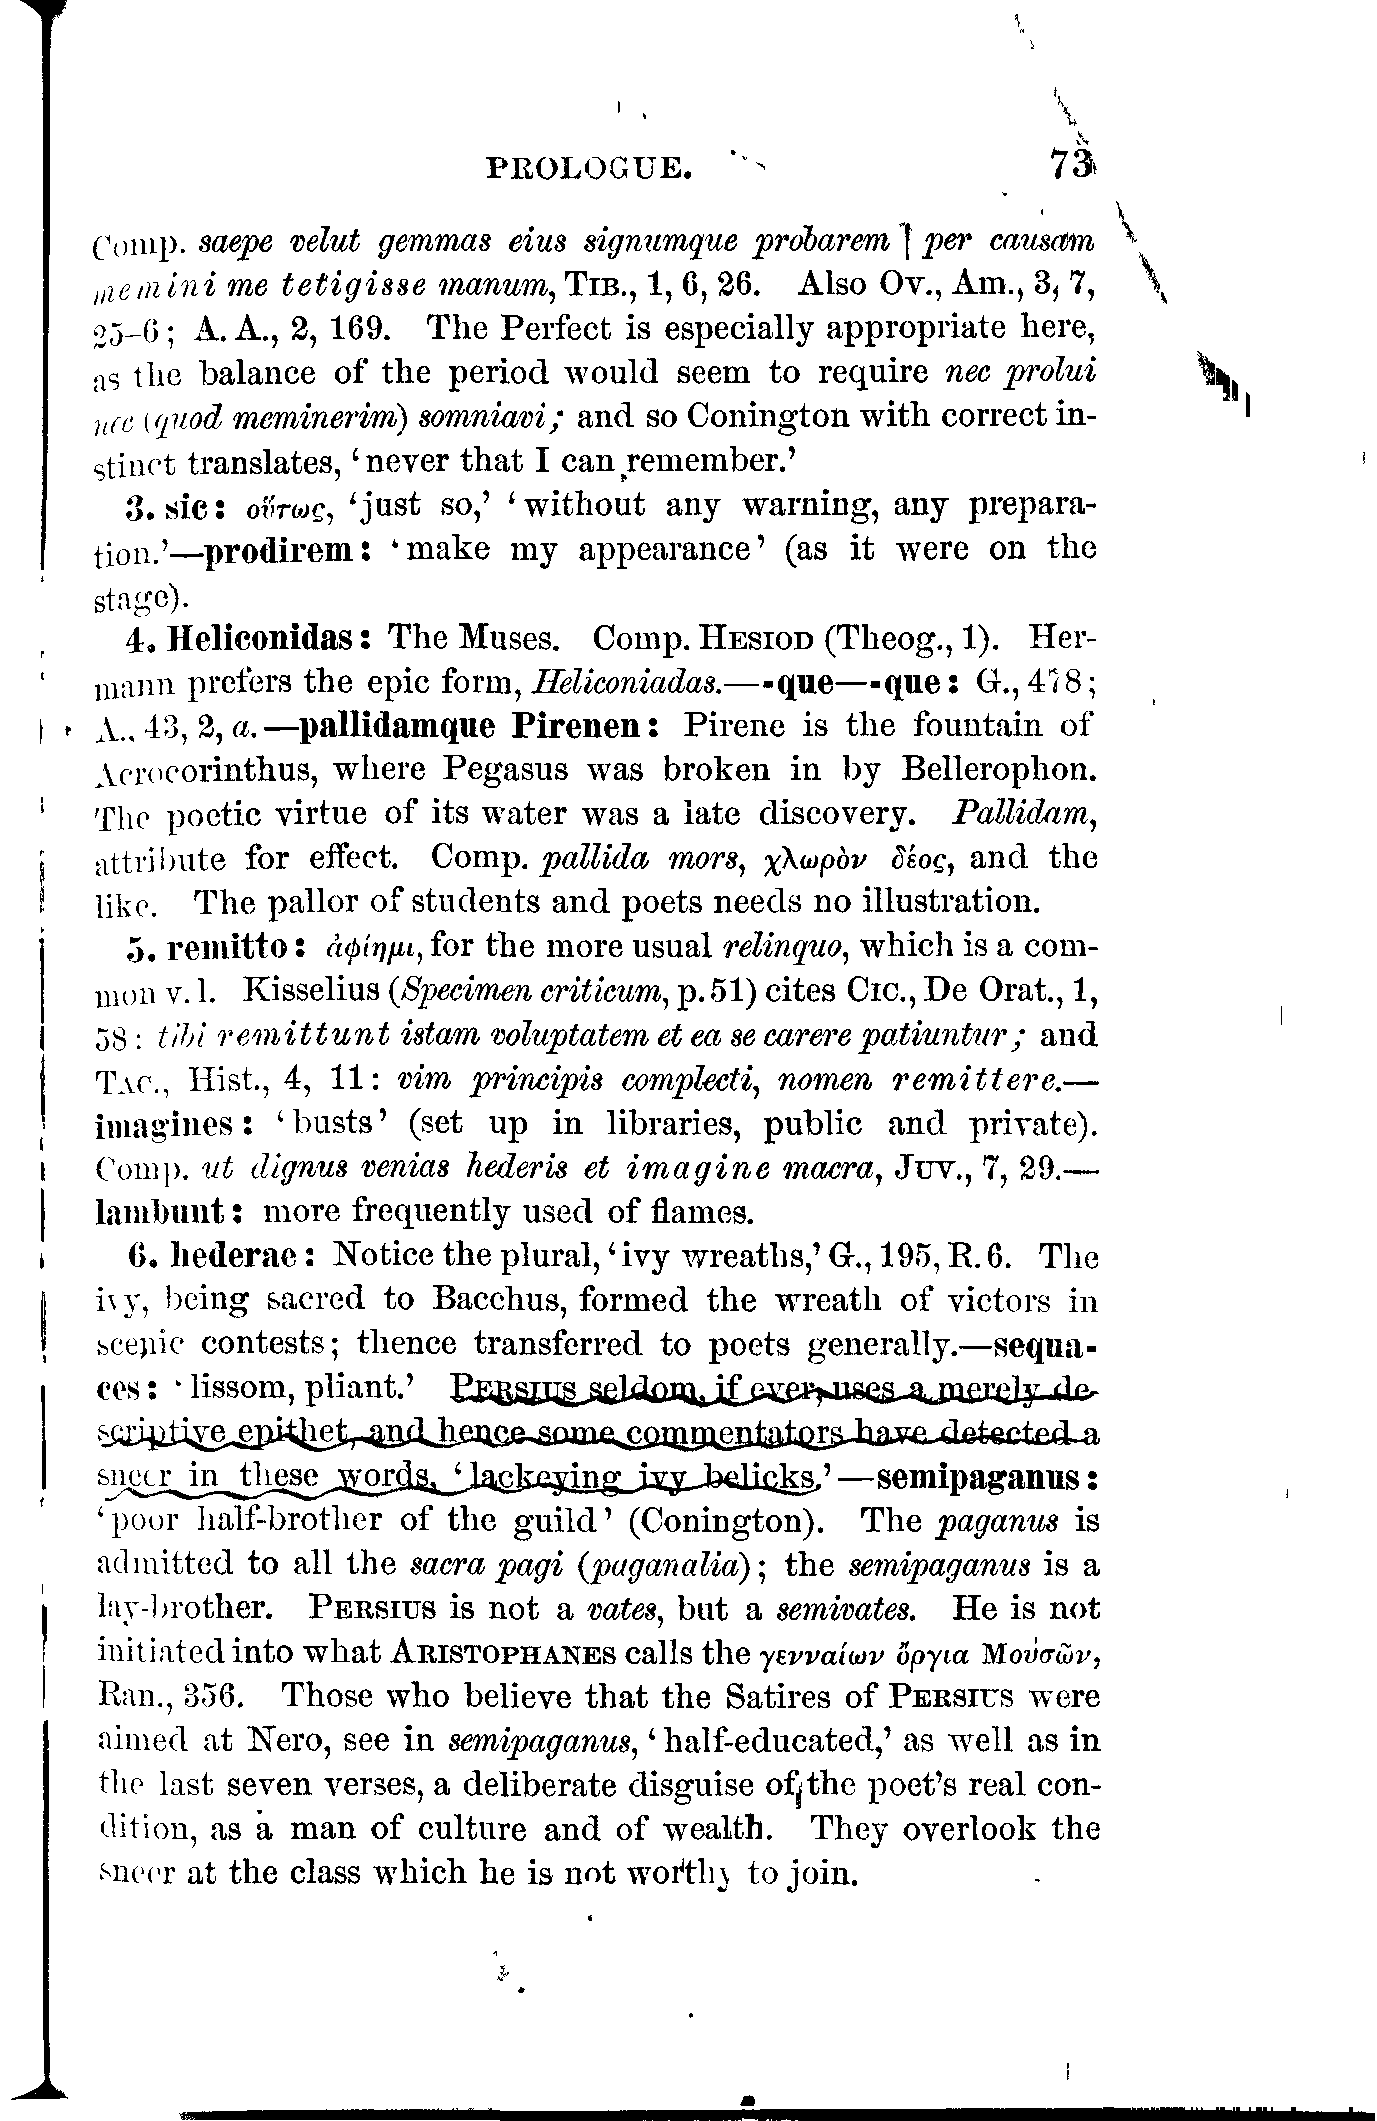 PROLOGUE. 73
Comp. saepe velut gemmas eius signumque probarem | per causam
memini me tetigisse manum, TIB., 1, 6, 26. Also OV., Am., 3, 7,
25–6; A. A., 2, 169. The Perfect is especially appropriate here,
as the balance of the period would seem to require nec prolui
nec (quod meminerim) somniavi; and so Conington with correct in-
stinct translates, ‘never that I can remember.’
3. sic: οὕτως, ‘just so,’ ‘without any warning, any prepara-
tion.’—prodirem: ‘make my appearance’ (as it were on the
stage).
4. Heliconidas: The Muses. Comp. HESIOD (Theog., 1). Her-
mann prefers the epic form, Heliconiadas.—-que—-que: G., 478;
A., 43, 2, a.—pallidamque Pirenen: Pirene is the fountain of
Acrocorinthus, where Pegasus was broken in by Bellerophon.
The poetic virtue of its water was a late discovery. Pallidam,
attribute for effect. Comp. pallida mors, χλωρὸν δέος, and the
like. The pallor of students and poets needs no illustration.
5. remitto: ἀφίημι, for the more usual relinquo, which is a com-
mon v. l. Kisselius (Specimen criticum, p. 51) cites CIC., De Orat., 1,
58: tibi remittunt istam voluptatem et ea se carere patiuntur; and
TAC., Hist., 4, 11: vim principis complecti, nomen remittere.—
imagines: ‘busts’ (set up in libraries, public and private).
Comp. ut dignus venias hederis et imagine macra, JUV., 7, 29.—
lambunt: more frequently used of flames.
6. hederae: Notice the plural, ‘ivy wreaths,’ G., 195, R. 6. The
ivy, being sacred to Bacchus, formed the wreath of victors in
scenic contests; thence transferred to poets generally.—sequa-
ces: ‘lissom, pliant.’ PERSIUS seldom, if ever, uses a merely de-
scriptive epithet, and hence some commentators have detected a
sneer in these words, ‘lackeying ivy belicks.’—semipaganus:
‘poor half-brother of the guild’ (Conington). The paganus is
admitted to all the sacra pagi (paganalia); the semipaganus is a
lay-brother. PERSIUS is not a vates, but a semivates. He is not
initiated into what ARISTOPHANES calls the γενναίων ὄργια Μουσῶν,
Ran., 356. Those who believe that the Satires of PERSIUS were
aimed at Nero, see in semipaganus, ‘half-educated,’ as well as in
the last seven verses, a deliberate disguise of the poet’s real con-
dition, as a man of culture and of wealth. They overlook the
sneer at the class which he is not worthy to join.